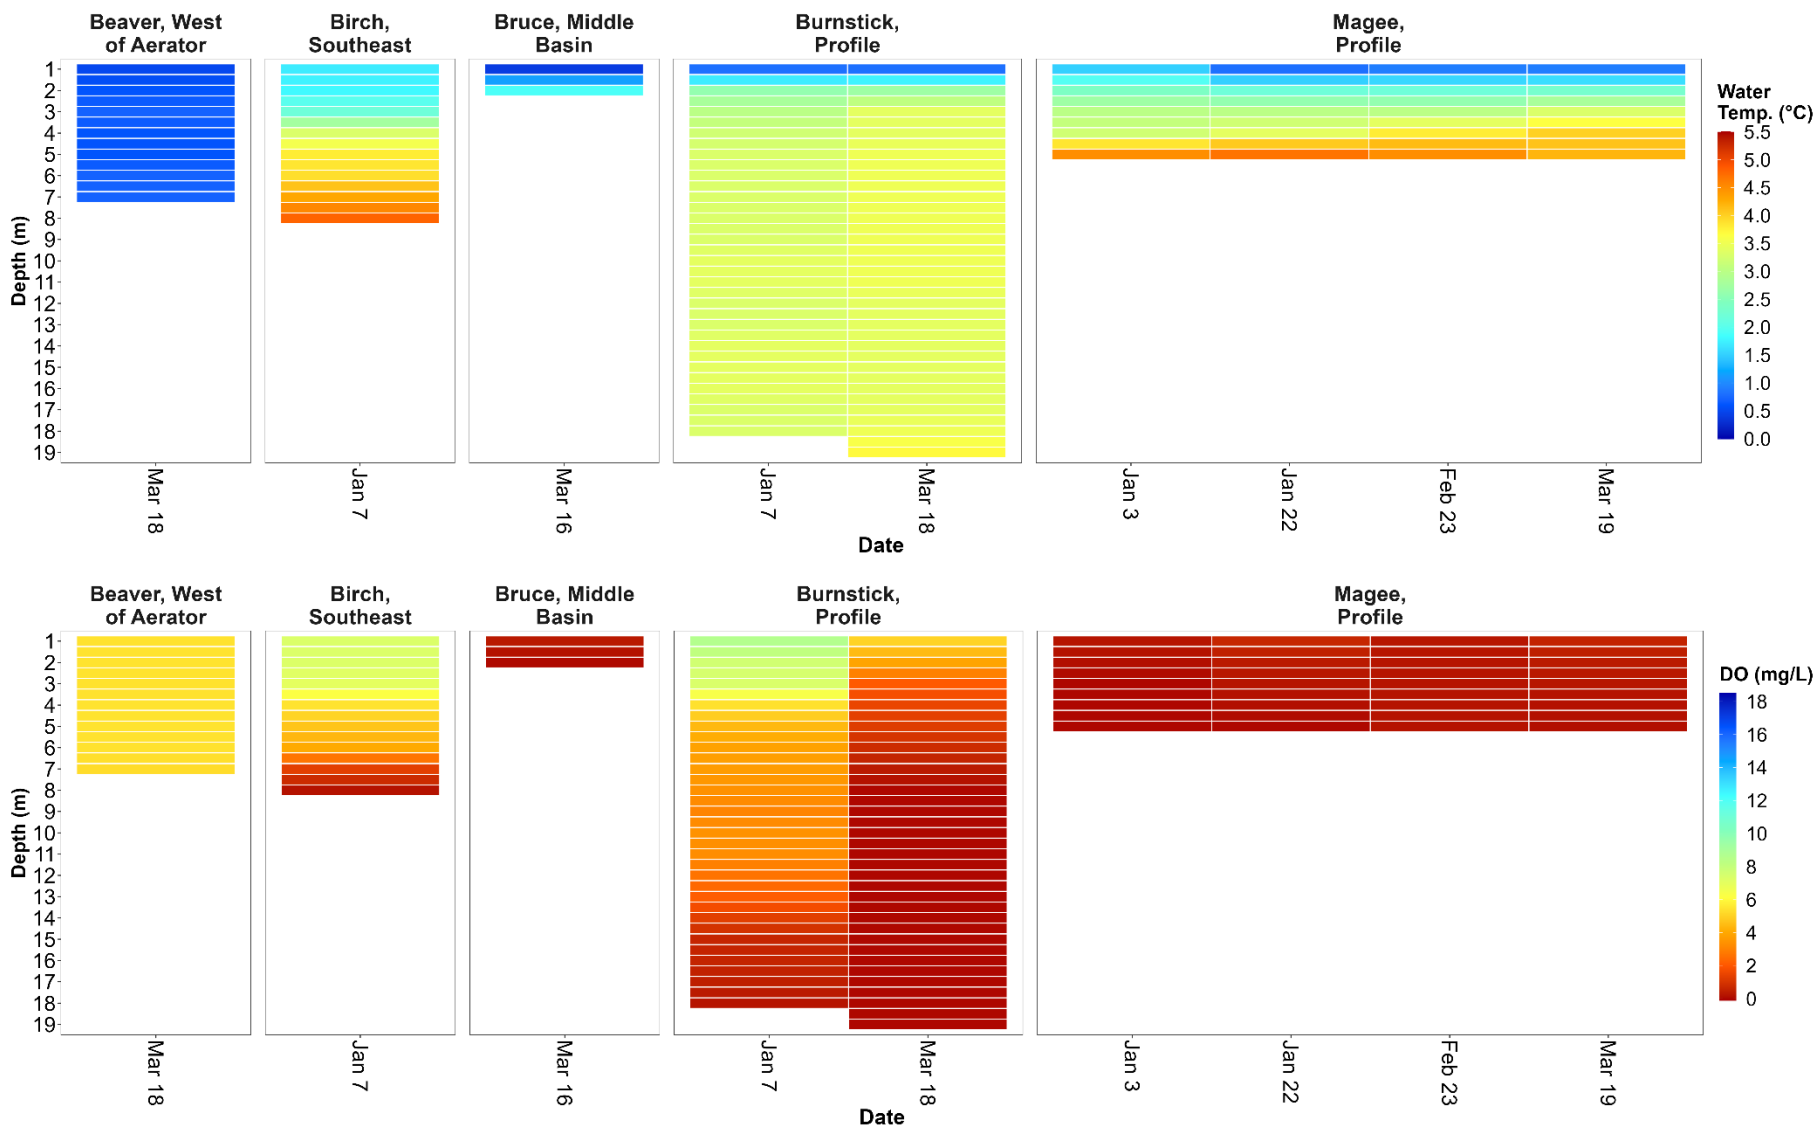 Beaver, West
of Aerator
Birch,
Southeast
Bruce, Middle
Basin
Burnstick,
Profile
Magee,
Profile
Depth (m)
1
2
3
4
5
6
7
8
9
10
11
12
13
14
15
16
17
18
19
Mar 18
Jan 7
Mar 16
Jan 7
Mar 18
Jan 3
Jan 22
Feb 23
Mar 19
Date
Water
Temp. (°C)
5.5
5.0
4.5
4.0
3.5
3.0
2.5
2.0
1.5
1.0
0.5
0.0
Beaver, West
of Aerator
Birch,
Southeast
Bruce, Middle
Basin
Burnstick,
Profile
Magee,
Profile
Depth (m)
1
2
3
4
5
6
7
8
9
10
11
12
13
14
15
16
17
18
19
Mar 18
Jan 7
Mar 16
Jan 7
Mar 18
Jan 3
Jan 22
Feb 23
Mar 19
Date
DO (mg/L)
18
16
14
12
10
8
6
4
2
0